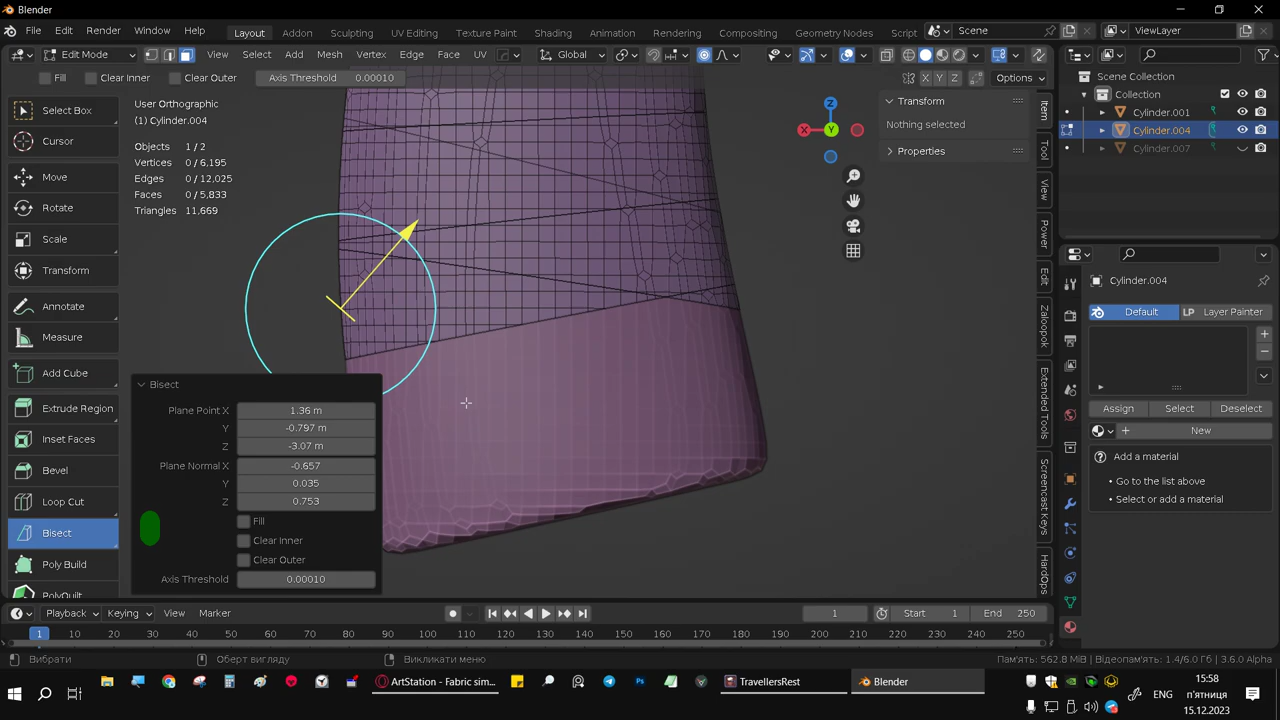 Blender
File Edit Render Window Help Layout Addon Sculpting UV Editing Texture Paint Shading Animation Rendering Compositing Geometry Nodes Script Scene ViewLayer
Edit Mode View Select Add Mesh Vertex Edge Face UV Global
Fill Clear Inner Clear Outer Axis Threshold 0.00010 X Y Z Options
Select Box
Cursor
Move
Rotate
Scale
Transform
Annotate
Measure
Add Cube
Extrude Region
Inset Faces
Bevel
Loop Cut
Bisect
Poly Build
PolyQuilt
User Orthographic
(1) Cylinder.004
Objects 1 / 2
Vertices 0 / 6,195
Edges 0 / 12,025
Faces 0 / 5,833
Triangles 11,669
Bisect
Plane Point X 1.36 m
Y -0.797 m
Z -3.07 m
Plane Normal X -0.657
Y 0.035
Z 0.753
Fill
Clear Inner
Clear Outer
Axis Threshold 0.00010
Z
X Y
Transform
Nothing selected
Properties
Item
Tool
View
Power
Edit
Zaloopok
Extended Tools
Screencast Keys
HardOps
Scene Collection
Collection
Cylinder.001
Cylinder.004
Cylinder.007
Cylinder.004
Default LP Layer Painter
Assign Select Deselect
New
Add a material
Go to the list above
Select or add a material
Playback Keying View Marker 1 Start 1 End 250
1 10 20 30 40 50 60 70 80 90 100 110 120 130 140 150 160 170 180 190 200 210 220 230 240 250
Вибрати Оберт вигляду Викликати меню Пам'ять: 562.8 MiB | Відеопам'ять: 1.4/6.0 Гб | 3.6.0 Alpha
ArtStation - Fabric sim... Ps TravellersRest Blender
ENG
15:58
п'ятниця
15.12.2023